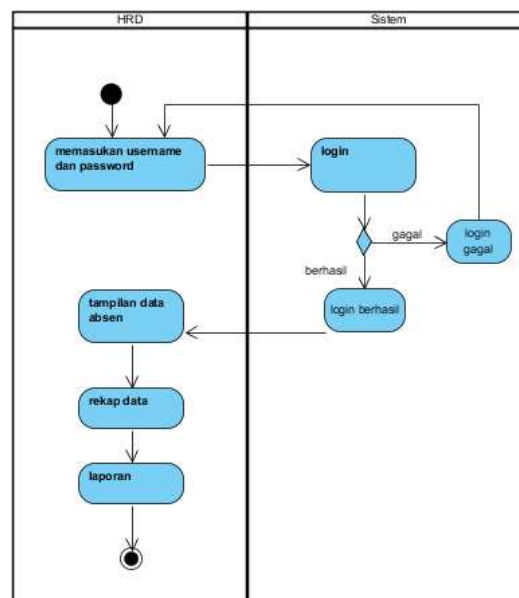 HRD
Sistem
memasukan username
dan password
login
gagal
login
gagal
berhasil
login berhasil
tampilan data
absen
rekap data
laporan